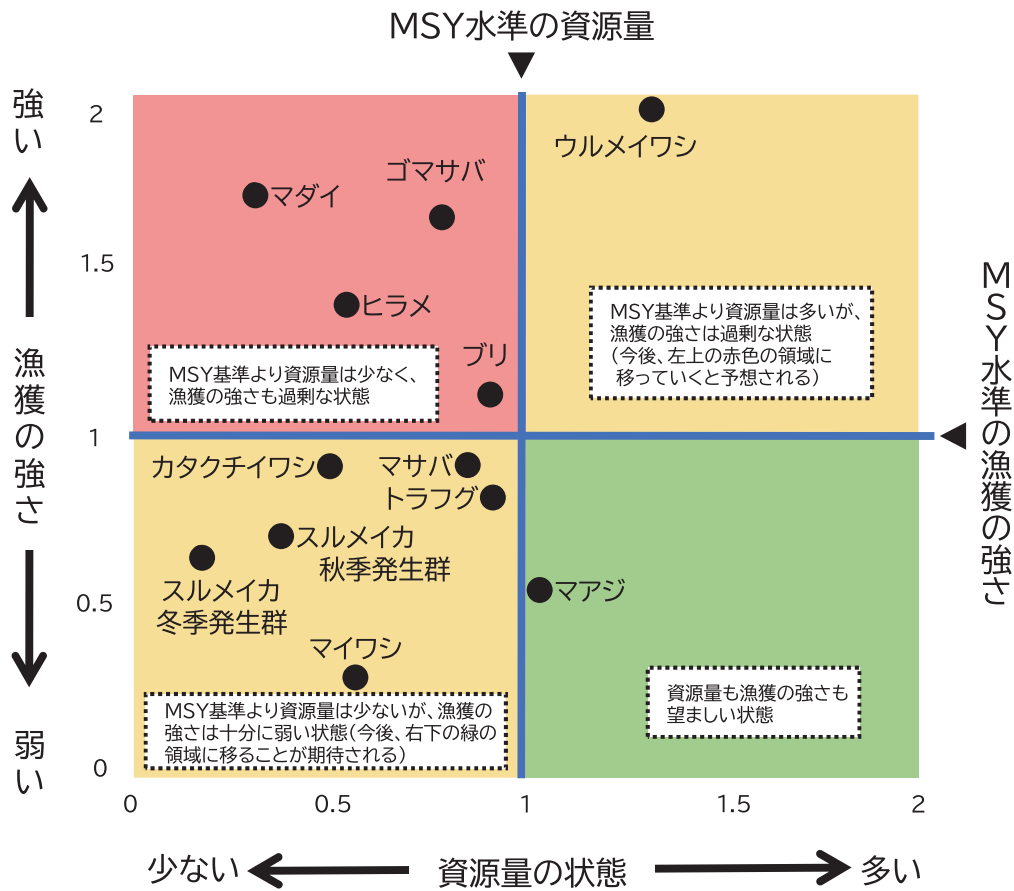 MSY水準の資源量
強い
漁獲の強さ
弱い
2
1.5
1
0.5
0
ウルメイワシ
マダイ
ゴマサバ
ヒラメ
ブリ
MSY基準より資源量は少なく、
漁獲の強さも過剰な状態
MSY基準より資源量は多いが、
漁獲の強さは過剰な状態
（今後、左上の赤色の領域に
移っていくと予想される）
MSY水準の漁獲の強さ
カタクチイワシ
マサバ
トラフグ
スルメイカ
秋季発生群
スルメイカ
冬季発生群
マイワシ
マアジ
MSY基準より資源量は少ないが、漁獲の
強さは十分に弱い状態（今後、右下の緑の
領域に移ることが期待される）
資源量も漁獲の強さも
望ましい状態
0
0.5
1
1.5
2
少ない
資源量の状態
多い